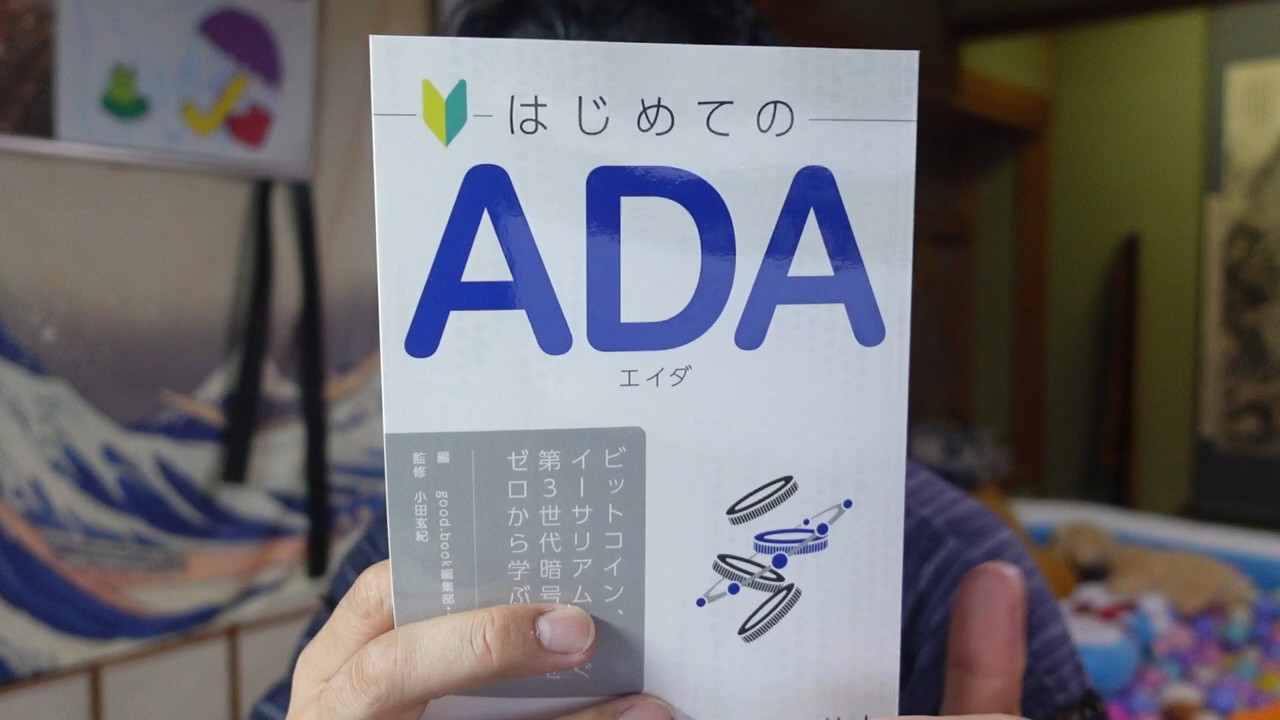 はじめての
ADA
エイダ
ビットコイン、
イーサリアム
第3世代暗号
ゼロから学ぶ
編 good.book編集部
監修 小田玄紀